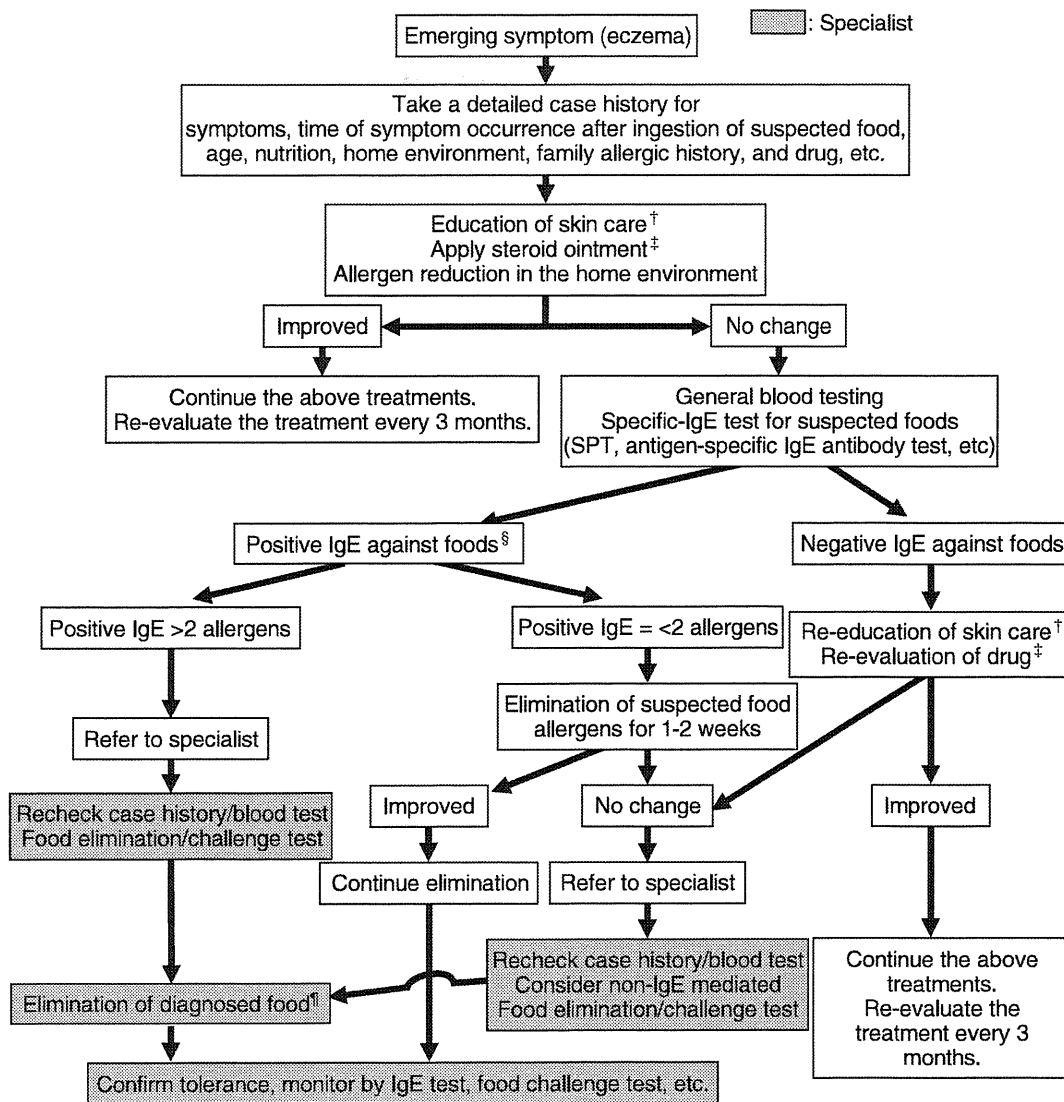 : Specialist
Emerging symptom (eczema)
Take a detailed case history for
symptoms, time of symptom occurrence after ingestion of suspected food,
age, nutrition, home environment, family allergic history, and drug, etc.
Education of skin care†
Apply steroid ointment‡
Allergen reduction in the home environment
Improved
No change
Continue the above treatments.
Re-evaluate the treatment every 3 months.
General blood testing
Specific-IgE test for suspected foods
(SPT, antigen-specific IgE antibody test, etc)
Positive IgE against foods§
Negative IgE against foods
Positive IgE >2 allergens
Positive IgE = <2 allergens
Re-education of skin care†
Re-evaluation of drug‡
Elimination of suspected food
allergens for 1-2 weeks
Refer to specialist
Recheck case history/blood test
Food elimination/challenge test
Improved
No change
Improved
Continue elimination
Refer to specialist
Recheck case history/blood test
Consider non-IgE mediated
Food elimination/challenge test
Continue the above
treatments.
Re-evaluate the
treatment every 3
months.
Elimination of diagnosed food¶
Confirm tolerance, monitor by IgE test, food challenge test, etc.